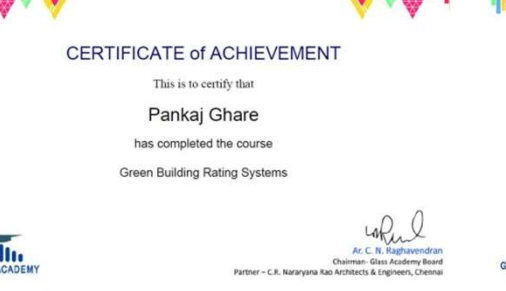 CERTIFICATE of ACHIEVEMENT
This is to certify that
Pankaj Ghare
has completed the course
Green Building Rating Systems
Ar. C. N. Raghavendran
Chairman- Glass Academy Board
Partner – C.R. Nararyana Rao Architects & Engineers, Chennai
ACADEMY
G